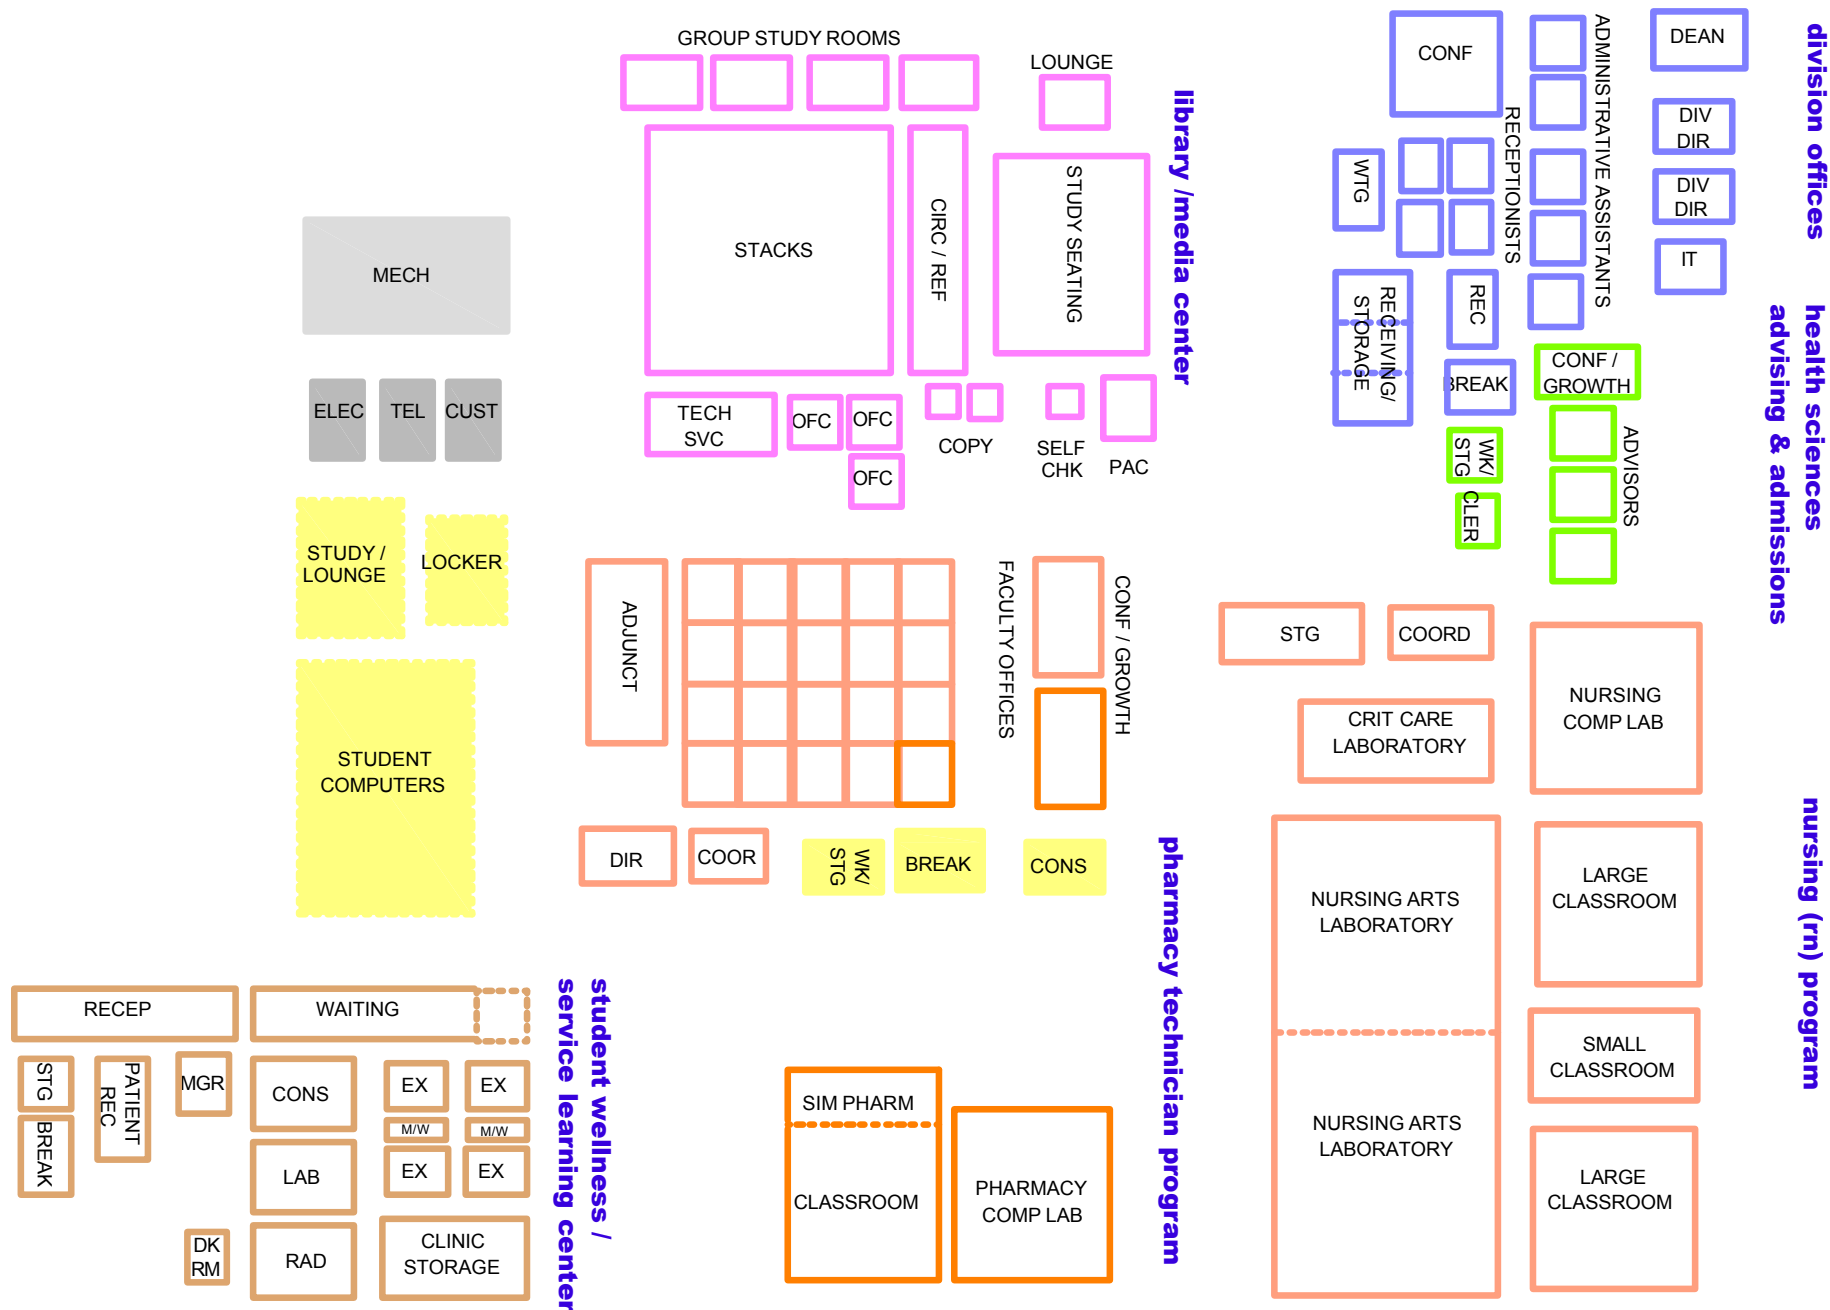 GROUP STUDY ROOMS
LOUNGE
STACKS
CIRC / REF
STUDY SEATING
TECH
SVC
OFC
OFC
OFC
COPY
SELF
CHK
PAC
library /media center
CONF
ADMINISTRATIVE ASSISTANTS
RECEPTIONISTS
WTG
DEAN
DIV
DIR
DIV
DIR
IT
RECEIVING/
STORAGE
REC
BREAK
division offices
CONF /
GROWTH
WK/
STG
CLER
ADVISORS
health sciences
advising & admissions
MECH
ELEC
TEL
CUST
STUDY /
LOUNGE
LOCKER
STUDENT
COMPUTERS
ADJUNCT
FACULTY OFFICES
CONF / GROWTH
DIR
COOR
WK/
STG
BREAK
CONS
STG
COORD
CRIT CARE
LABORATORY
NURSING
COMP LAB
NURSING ARTS
LABORATORY
NURSING ARTS
LABORATORY
LARGE
CLASSROOM
SMALL
CLASSROOM
LARGE
CLASSROOM
nursing (rn) program
SIM PHARM
CLASSROOM
PHARMACY
COMP LAB
pharmacy technician program
RECEP
WAITING
STG
PATIENT
REC
MGR
CONS
EX
EX
M/W
M/W
BREAK
LAB
EX
EX
DK
RM
RAD
CLINIC
STORAGE
student wellness /
service learning center